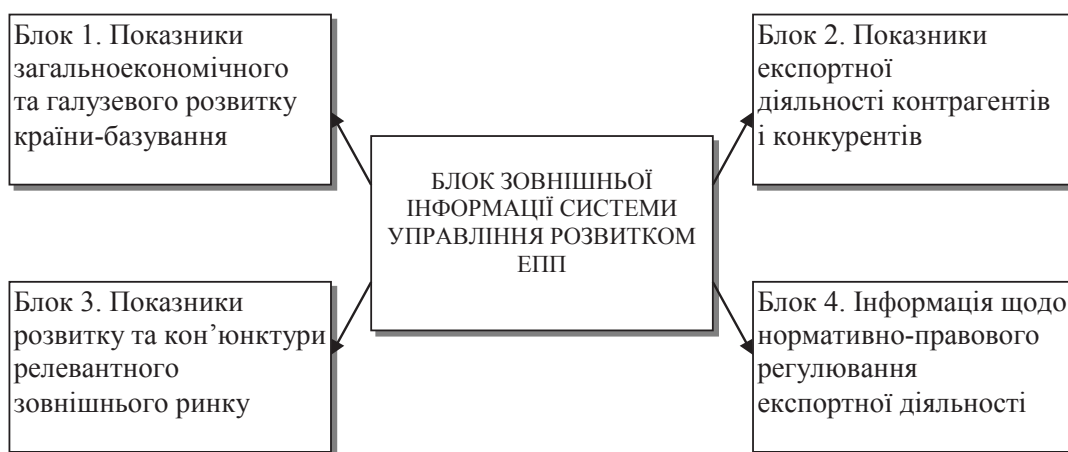 Блок 1. Показники
загальноекономічного
та галузевого розвитку
країни-базування
Блок 2. Показники
експортної
діяльності контрагентів
і конкурентів
БЛОК ЗОВНІШНЬОЇ
ІНФОРМАЦІЇ СИСТЕМИ
УПРАВЛІННЯ РОЗВИТКОМ
ЕПП
Блок 3. Показники
розвитку та кон’юнктури
релевантного
зовнішнього ринку
Блок 4. Інформація щодо
нормативно-правового
регулювання
експортної діяльності